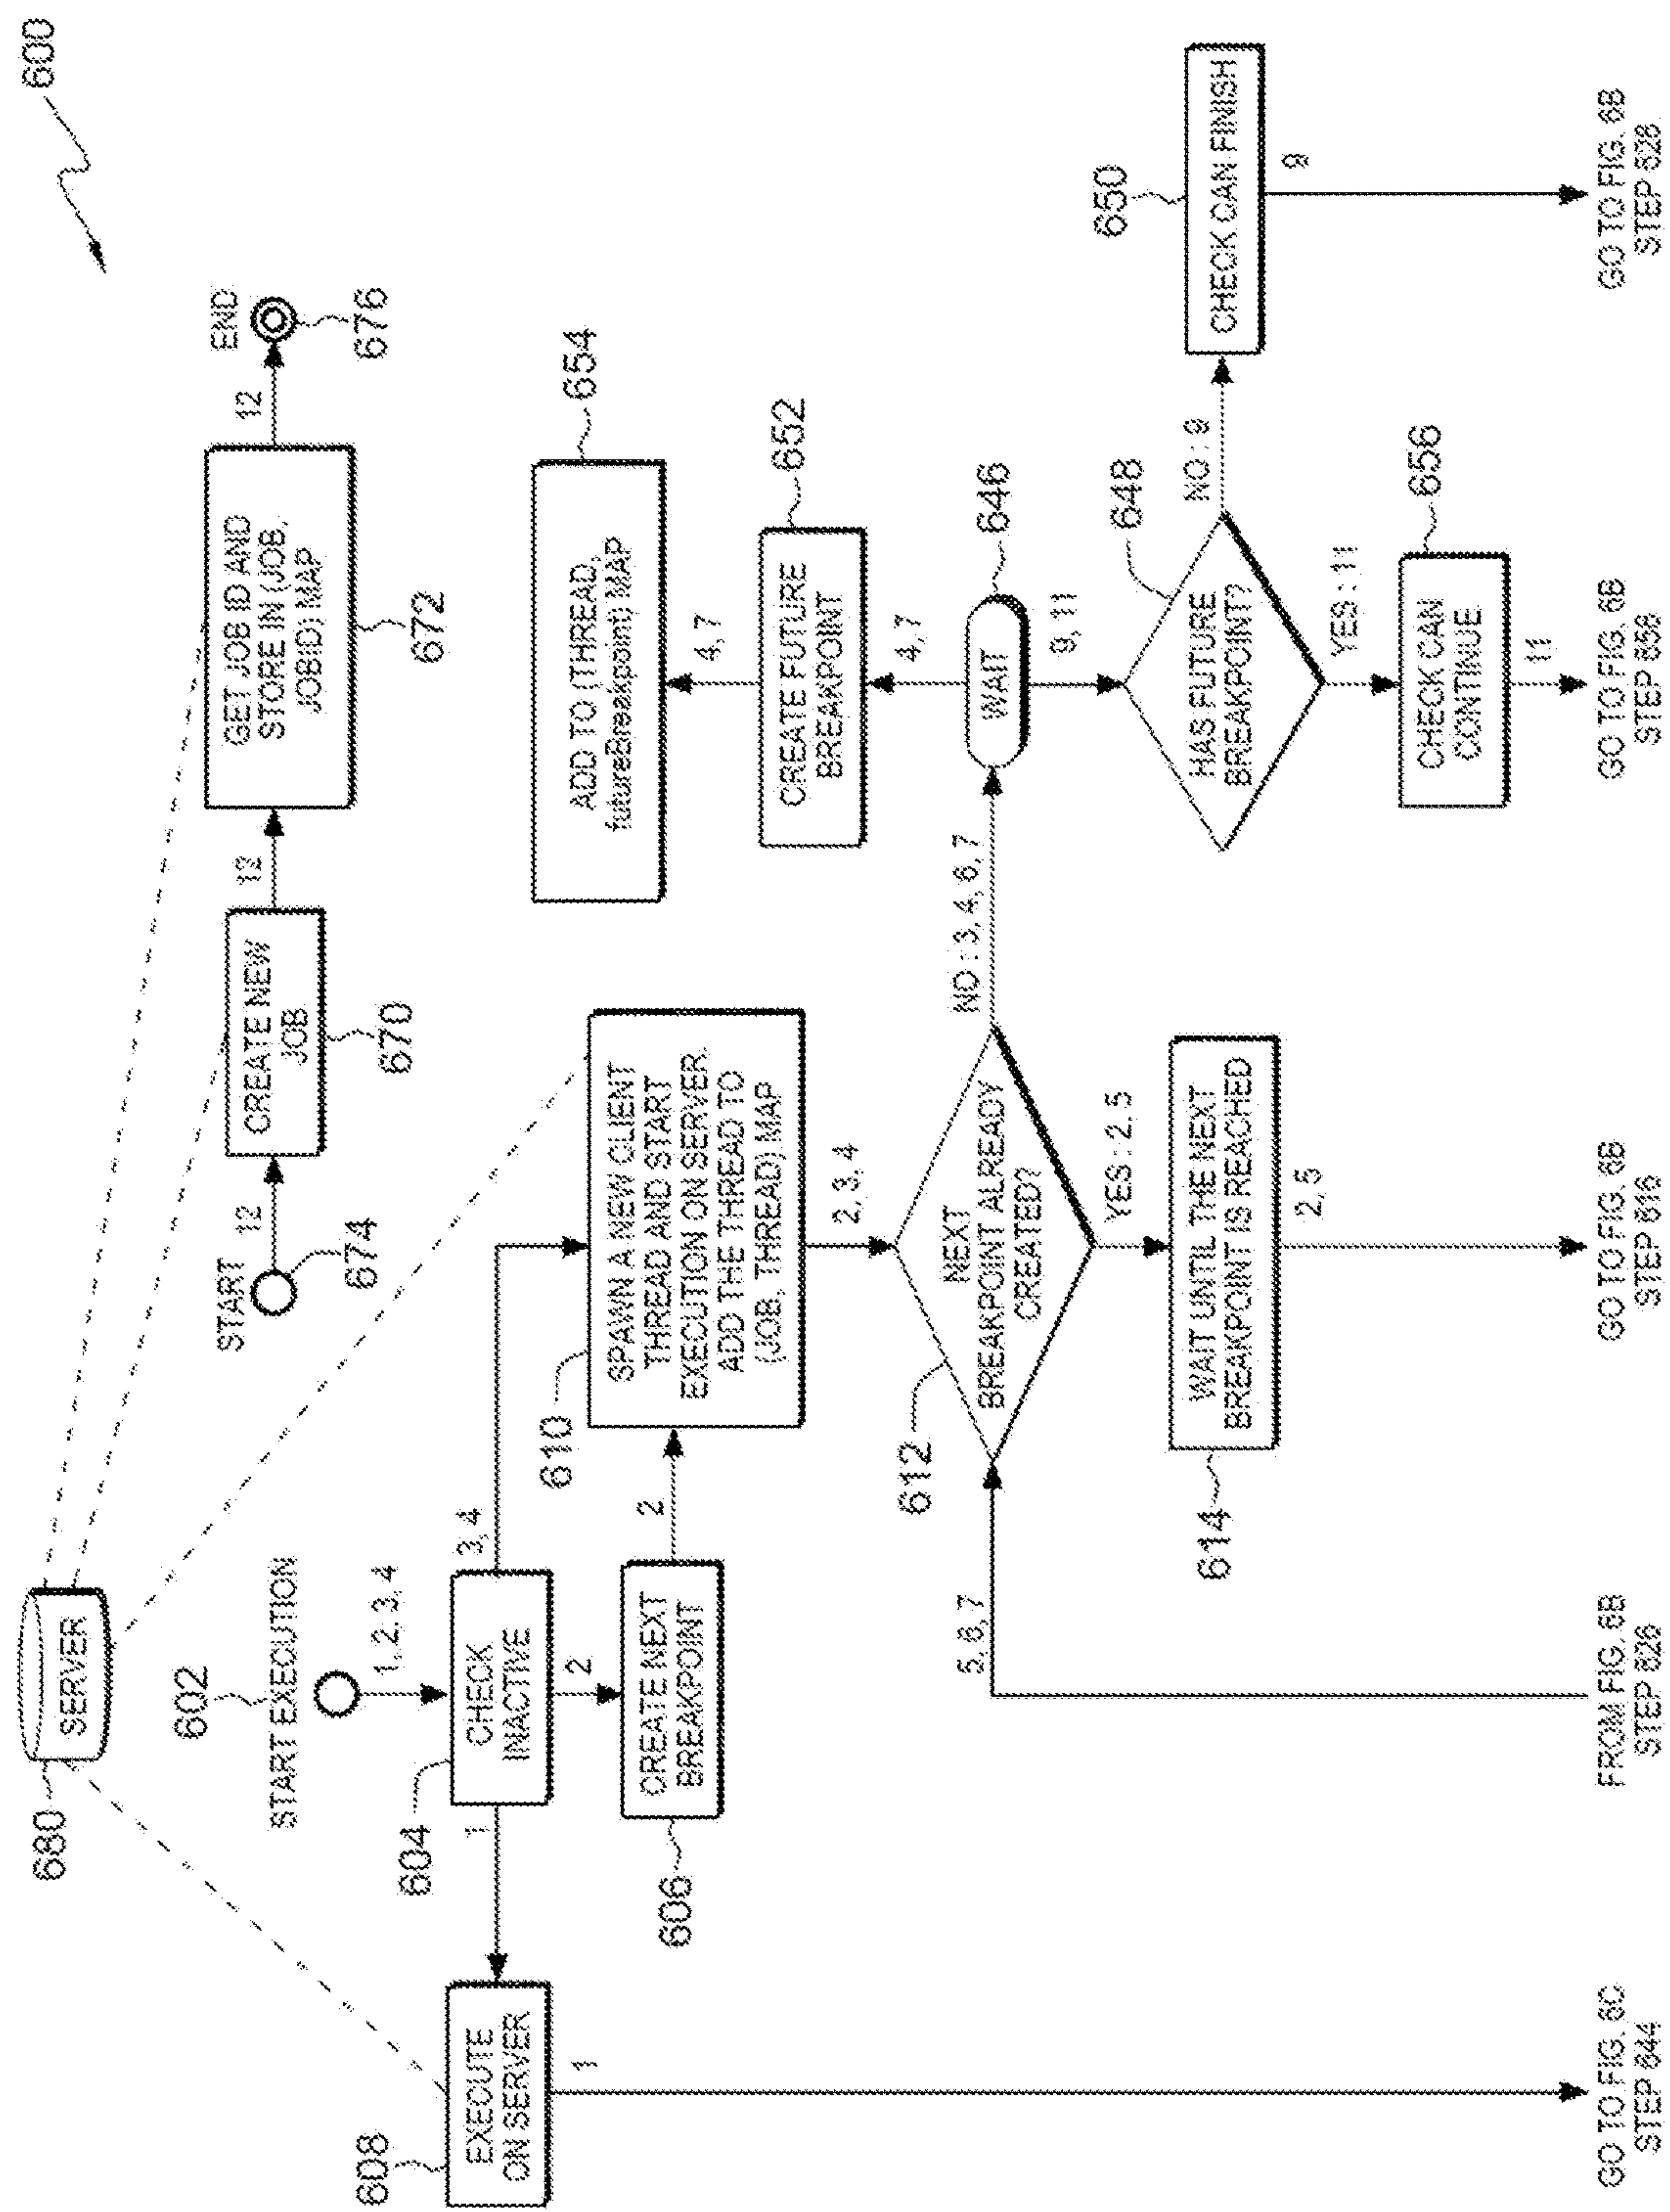 600
680
SERVER
START
12
674
CREATE NEW
JOB
670
12
GET JOB ID AND
STORE IN (JOB,
JOBID) MAP
672
12
END
676
602
START EXECUTION
1, 2, 3, 4
604
CHECK
INACTIVE
1
3, 4
2
608
EXECUTE
ON SERVER
1
606
CREATE NEXT
BREAKPOINT
2
610
SPAWN A NEW CLIENT
THREAD AND START
EXECUTION ON SERVER.
ADD THE THREAD TO
(JOB, THREAD) MAP
2, 3, 4
654
ADD TO (THREAD,
futureBreakpoint) MAP
4, 7
652
CREATE FUTURE
BREAKPOINT
4, 7
5, 6, 7
612
NEXT
BREAKPOINT ALREADY
CREATED?
NO : 3, 4, 6, 7
646
WAIT
9, 11
YES : 2, 5
614
WAIT UNTIL THE NEXT
BREAKPOINT IS REACHED
2, 5
648
HAS FUTURE
BREAKPOINT?
NO : 9
650
CHECK CAN FINISH
9
YES : 11
656
CHECK CAN
CONTINUE
11
GO TO FIG. 6C
STEP 644
FROM FIG. 6B
STEP 626
GO TO FIG. 6B
STEP 616
GO TO FIG. 6B
STEP 658
GO TO FIG. 6B
STEP 628